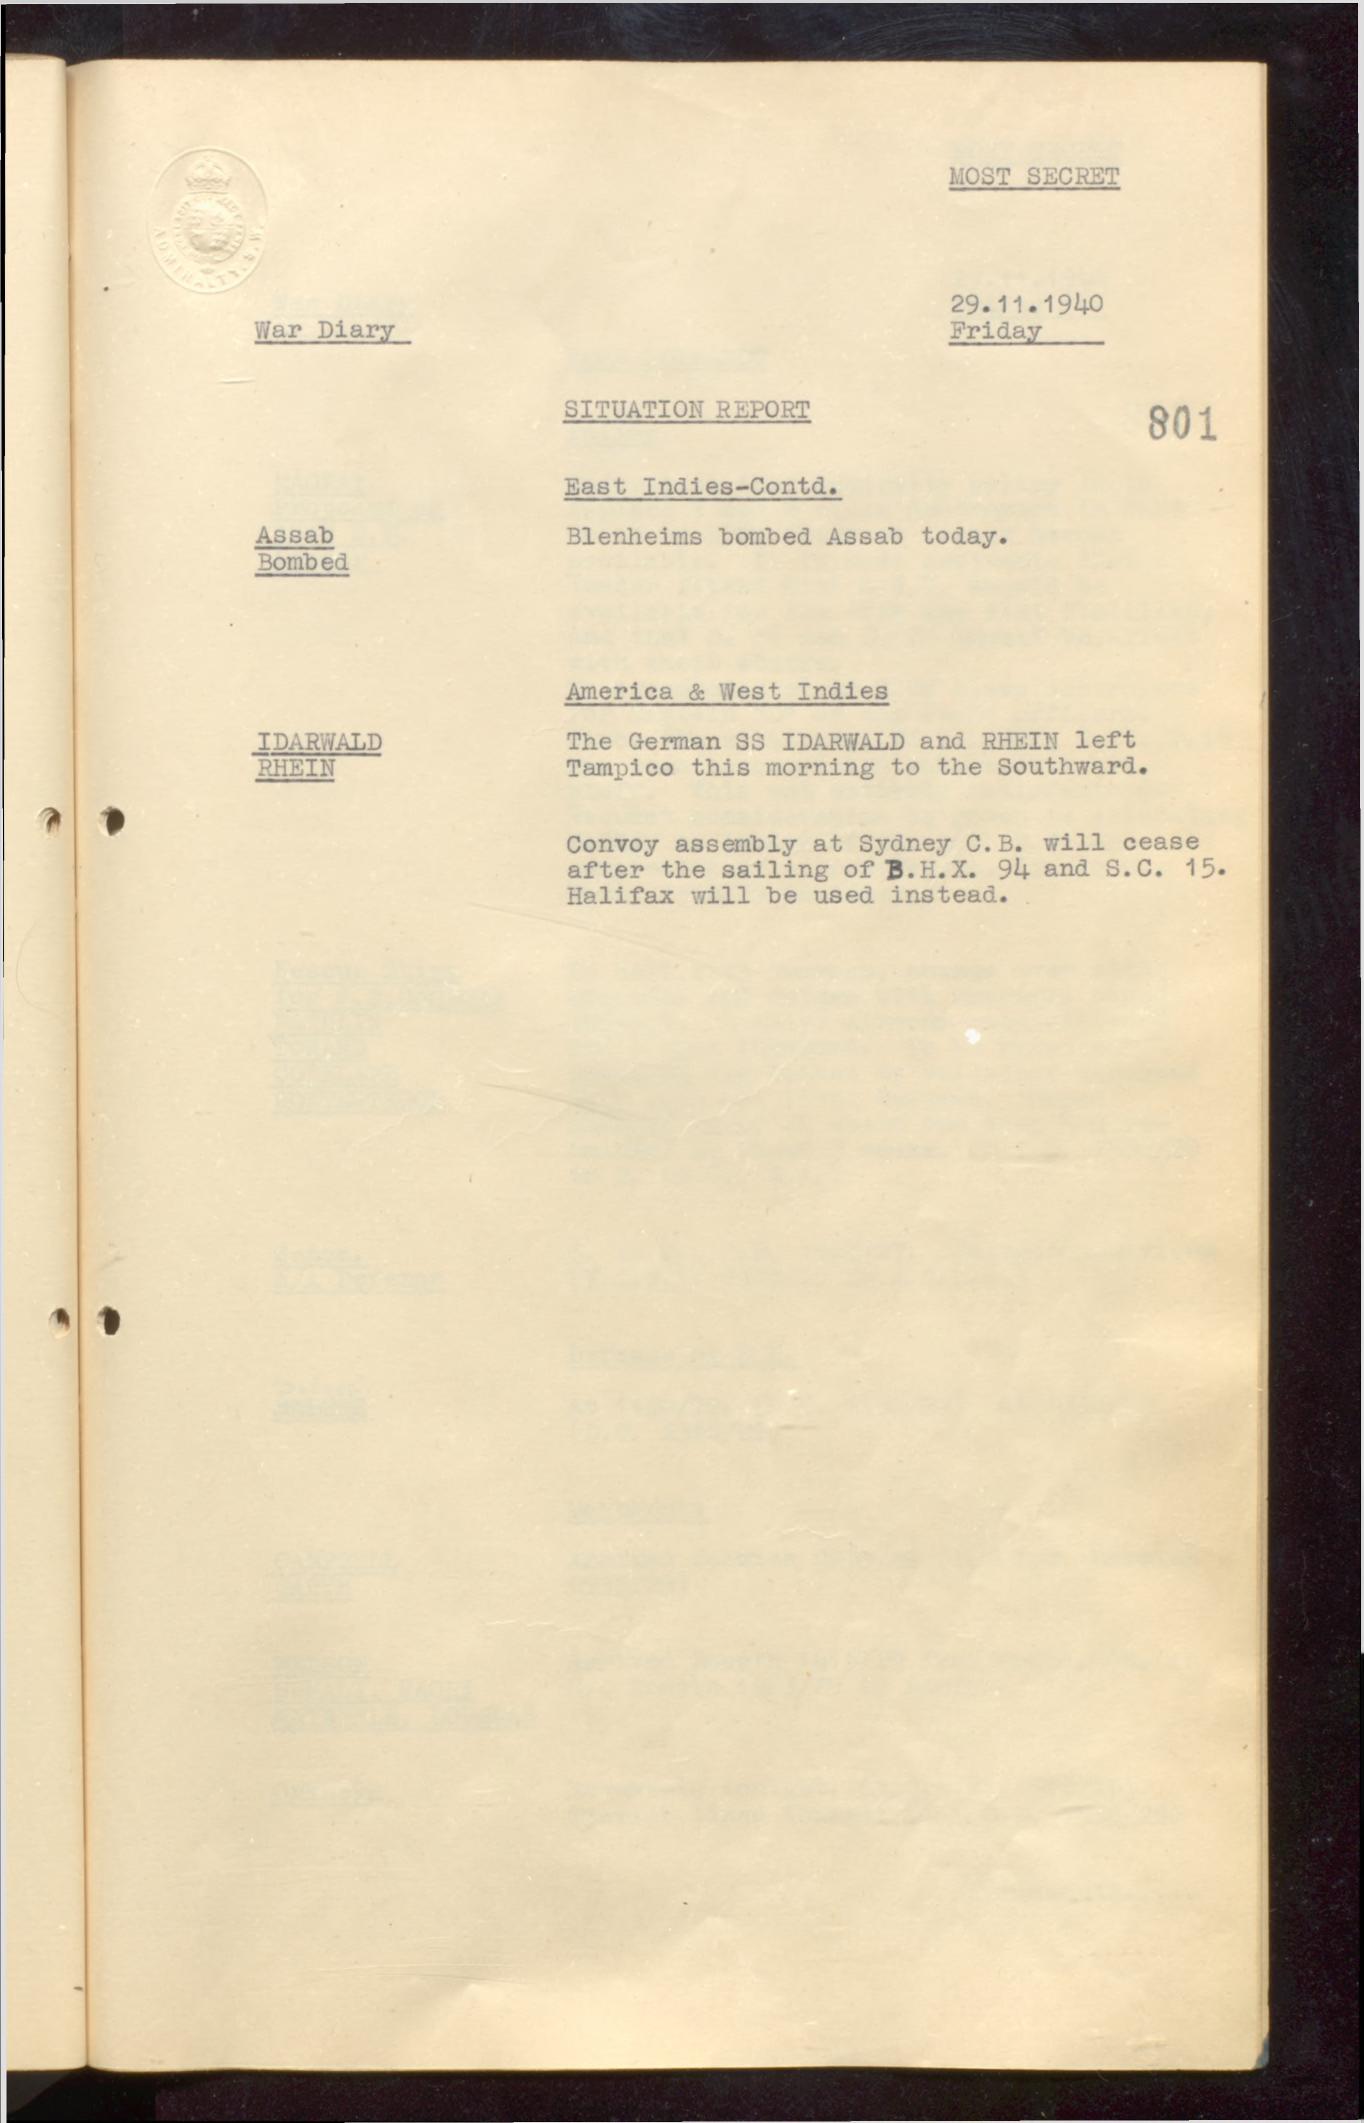 MOST SECRET
ADMIRALTY. S.W.
29.11.1940
War Diary
Friday
SITUATION REPORT
801
East Indies-Contd.
Assab
Bombed
Blenheims bombed Assab today.
America & West Indies
IDARWALD
RHEIN
The German SS IDARWALD and RHEIN left
Tampico this morning to the Southward.
Convoy assembly at Sydney C.B. will cease
after the sailing of B.H.X. 94 and S.C. 15.
Halifax will be used instead.